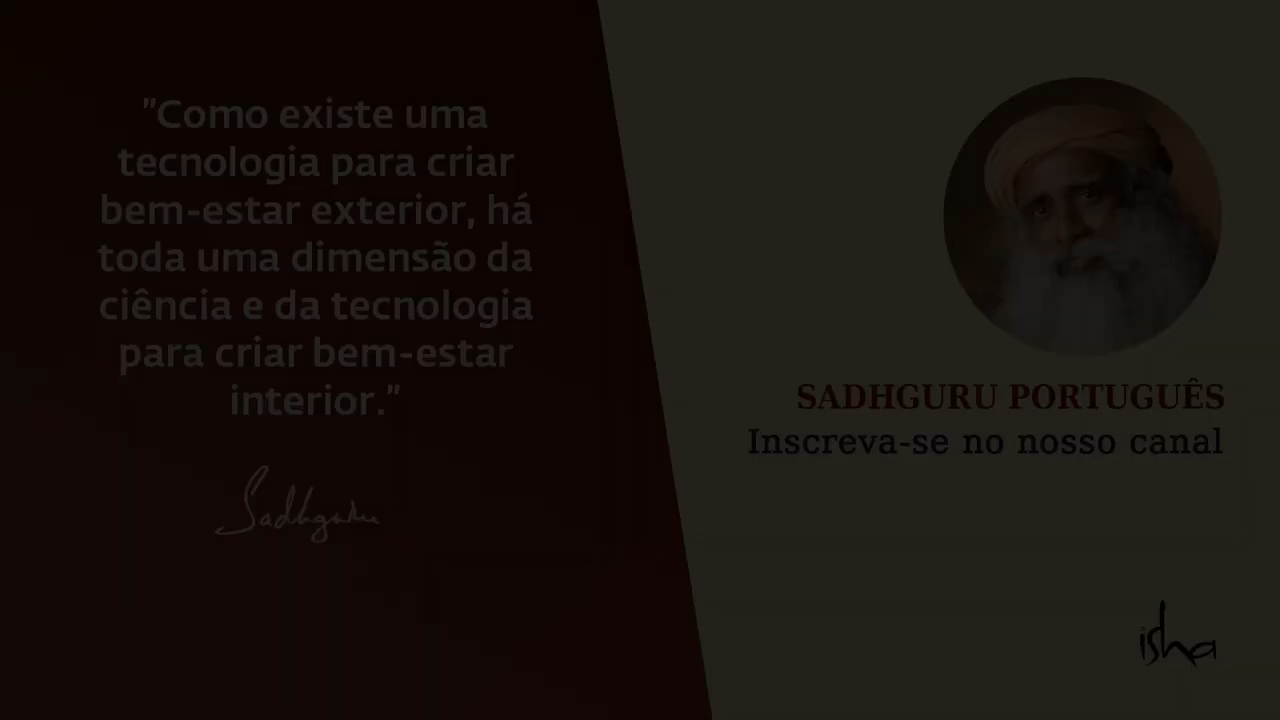 "Como existe uma
tecnologia para criar
bem-estar exterior, há
toda uma dimensão da
ciência e da tecnologia
para criar bem-estar
interior."
Sadhguru
SADHGURU PORTUGUÊS
Inscreva-se no nosso canal
isha